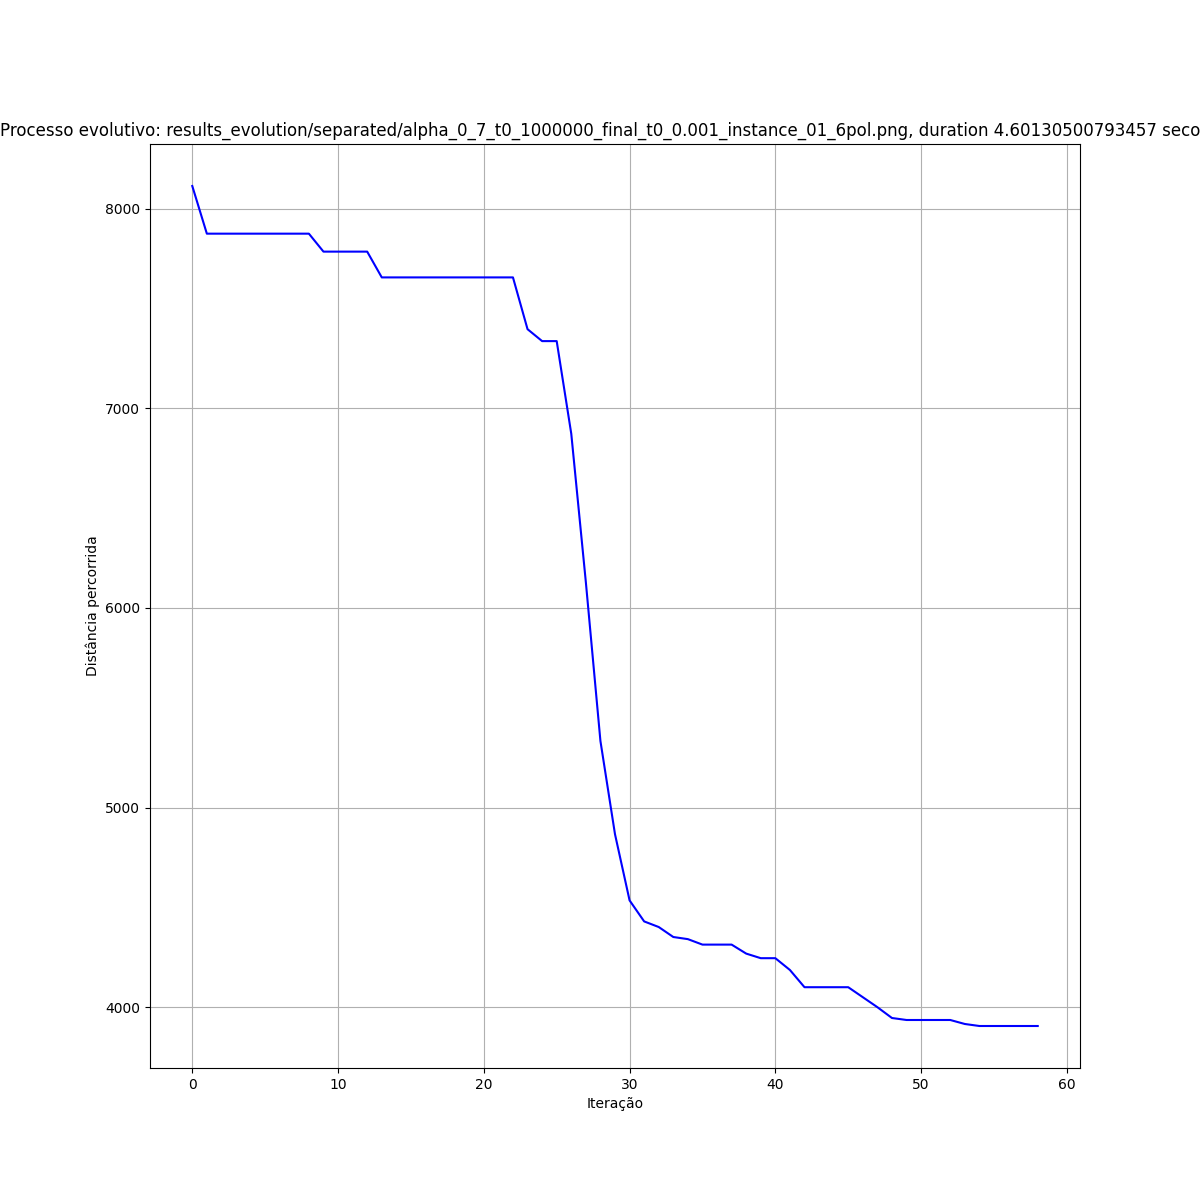 Processo evolutivo: results_evolution/separated/alpha_0_7_t0_1000000_final_t0_0.001_instance_01_6pol.png, duration 4.60130500793457 seco
8000
7000
6000
5000
4000
Distância percorrida
0 10 20 30 40 50 60
Iteração